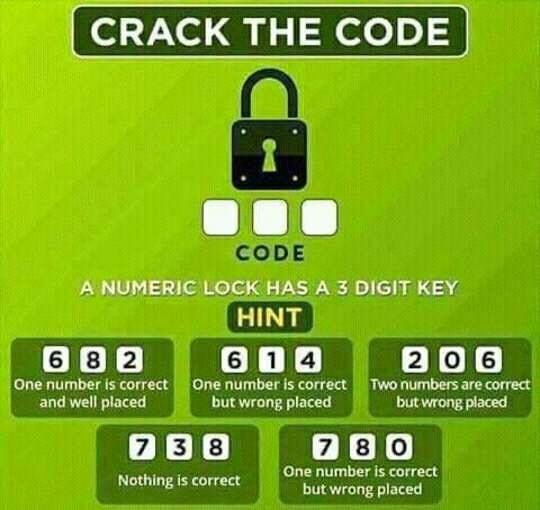 CRACK THE CODE
CODE
A NUMERIC LOCK HAS A 3 DIGIT KEY
HINT
6 8 2
One number is correct
and well placed
6 1 4
One number is correct
but wrong placed
2 0 6
Two numbers are correct
but wrong placed
7 3 8
Nothing is correct
7 8 0
One number is correct
but wrong placed